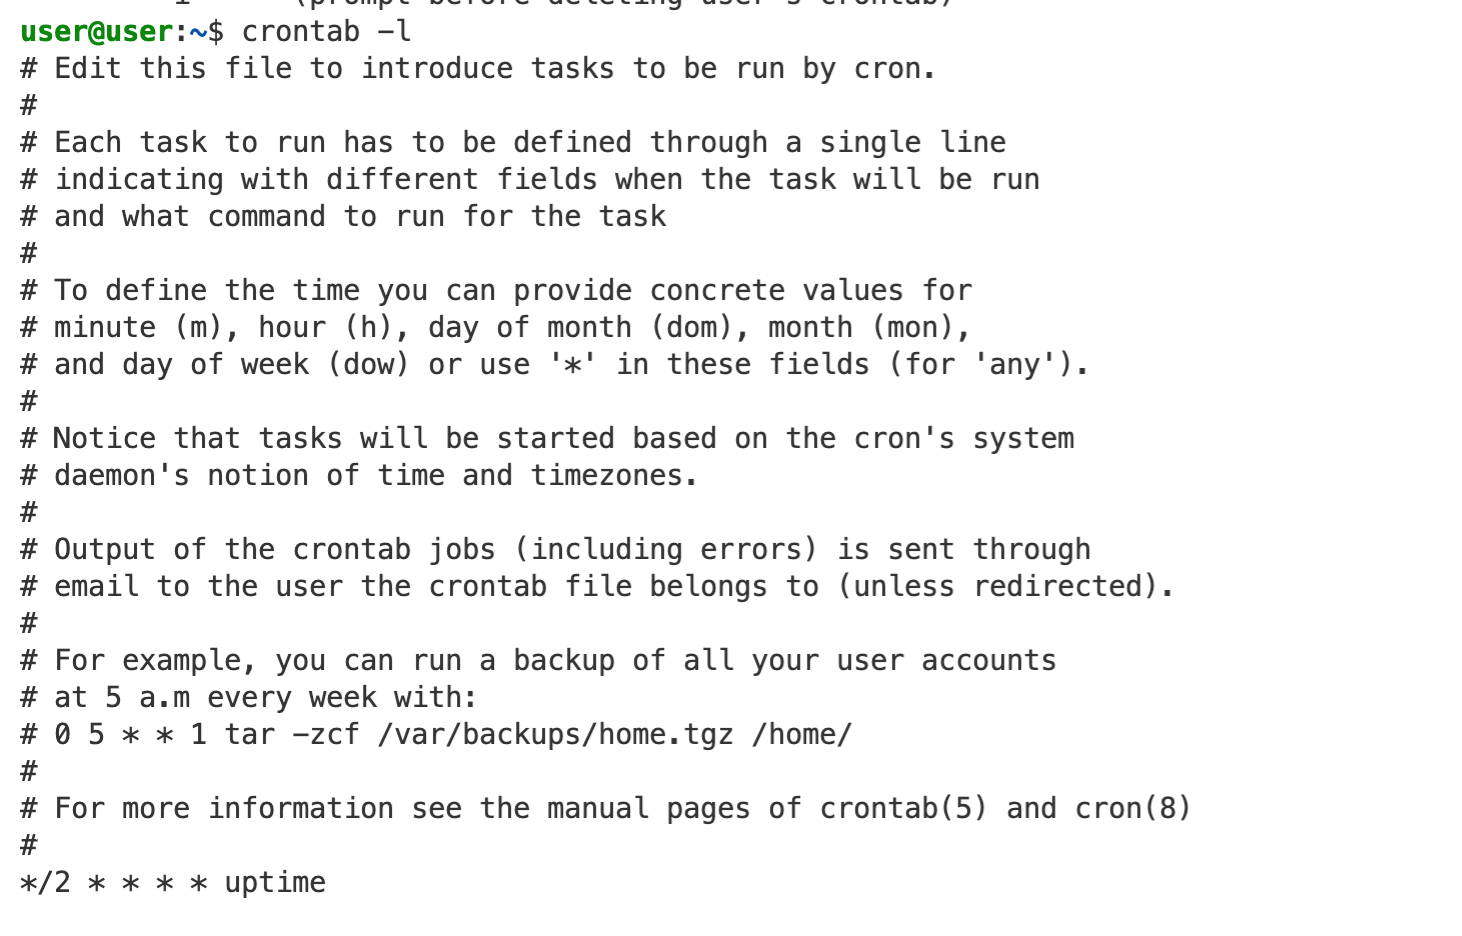 (prompt before deleting user's crontab)
user@user:~$ crontab -l
# Edit this file to introduce tasks to be run by cron.
#
# Each task to run has to be defined through a single line
# indicating with different fields when the task will be run
# and what command to run for the task
#
# To define the time you can provide concrete values for
# minute (m), hour (h), day of month (dom), month (mon),
# and day of week (dow) or use '*' in these fields (for 'any').
#
# Notice that tasks will be started based on the cron's system
# daemon's notion of time and timezones.
#
# Output of the crontab jobs (including errors) is sent through
# email to the user the crontab file belongs to (unless redirected).
#
# For example, you can run a backup of all your user accounts
# at 5 a.m every week with:
# 0 5 * * 1 tar -zcf /var/backups/home.tgz /home/
#
# For more information see the manual pages of crontab(5) and cron(8)
#
*/2 * * * * uptime